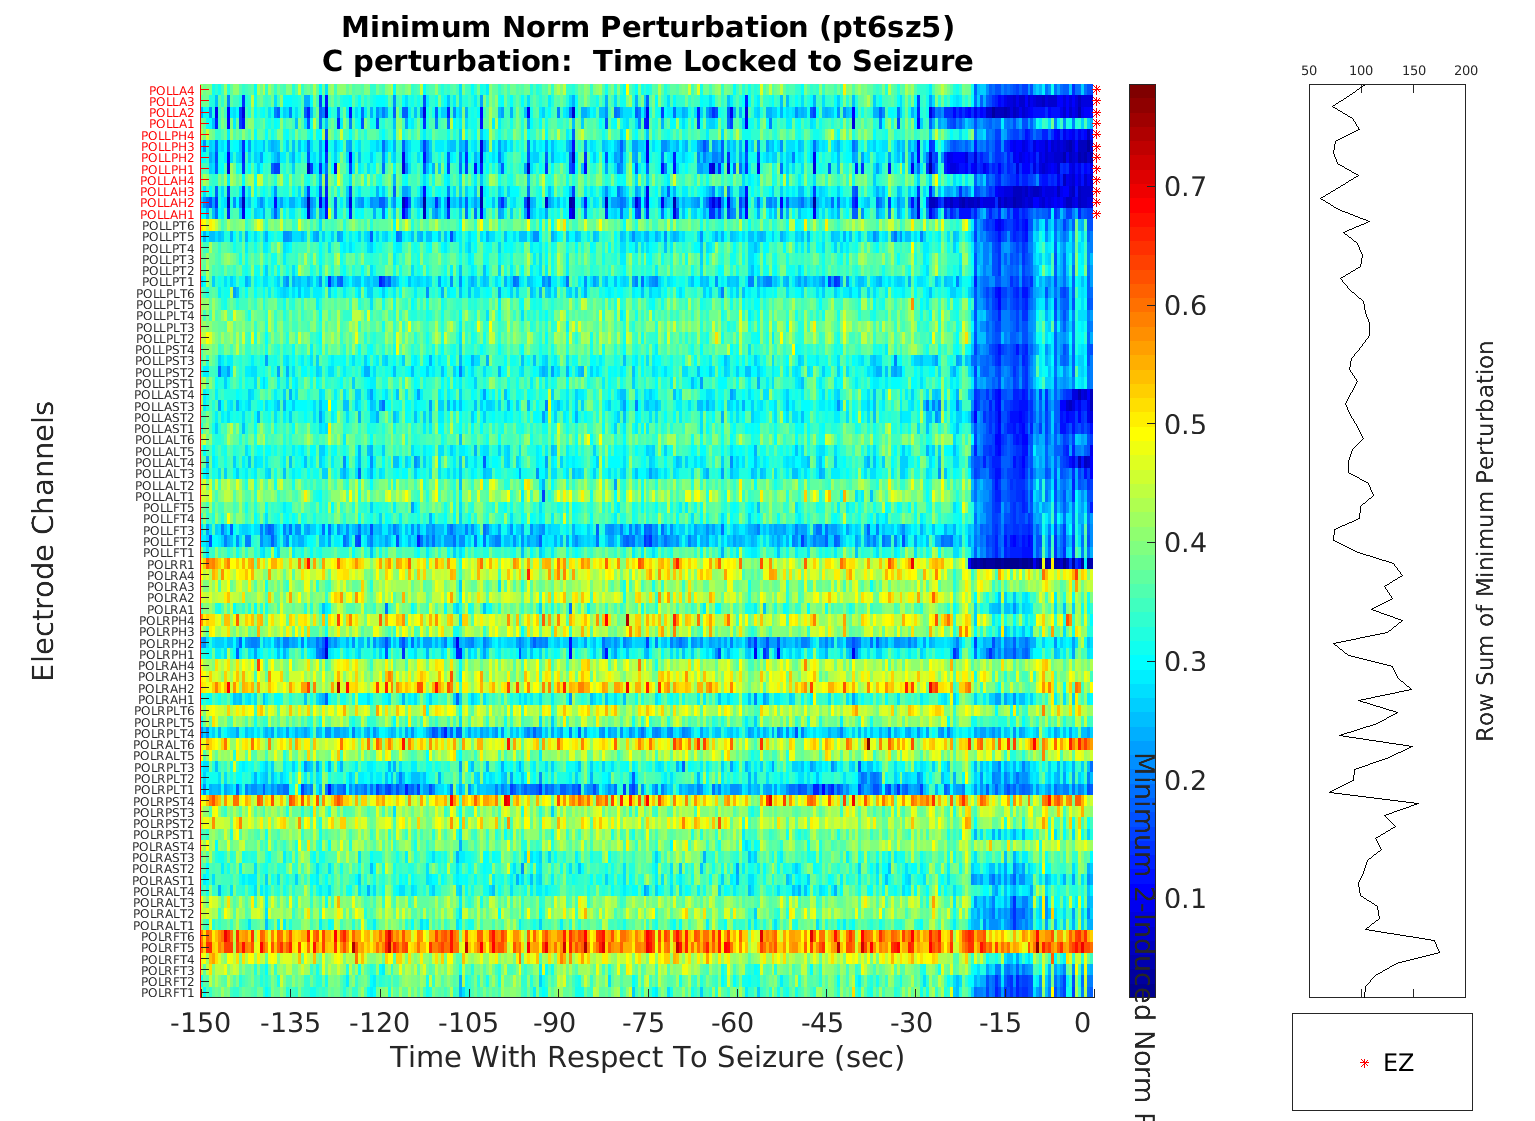 Minimum Norm Perturbation (pt6sz5)
C perturbation:  Time Locked to Seizure
50 100 150 200
POLLA4
POLLA3
POLLA2
POLLA1
POLLPH4
POLLPH3
POLLPH2
POLLPH1
POLLAH4
POLLAH3
POLLAH2
POLLAH1
POLLPT6
POLLPT5
POLLPT4
POLLPT3
POLLPT2
POLLPT1
POLLPLT6
POLLPLT5
POLLPLT4
POLLPLT3
POLLPLT2
POLLPST4
POLLPST3
POLLPST2
POLLPST1
POLLAST4
POLLAST3
POLLAST2
POLLAST1
POLLALT6
POLLALT5
POLLALT4
POLLALT3
POLLALT2
POLLALT1
POLLFT5
POLLFT4
POLLFT3
POLLFT2
POLLFT1
POLRR1
POLRA4
POLRA3
POLRA2
POLRA1
POLRPH4
POLRPH3
POLRPH2
POLRPH1
POLRAH4
POLRAH3
POLRAH2
POLRAH1
POLRPLT6
POLRPLT5
POLRPLT4
POLRALT6
POLRALT5
POLRPLT3
POLRPLT2
POLRPLT1
POLRPST4
POLRPST3
POLRPST2
POLRPST1
POLRAST4
POLRAST3
POLRAST2
POLRAST1
POLRALT4
POLRALT3
POLRALT2
POLRALT1
POLRFT6
POLRFT5
POLRFT4
POLRFT3
POLRFT2
POLRFT1
Electrode Channels
-150 -135 -120 -105 -90 -75 -60 -45 -30 -15 0
Time With Respect To Seizure (sec)
0.7
0.6
0.5
0.4
0.3
0.2
0.1
Minimum 2-Induced Norm
Row Sum of Minimum Perturbation
EZ